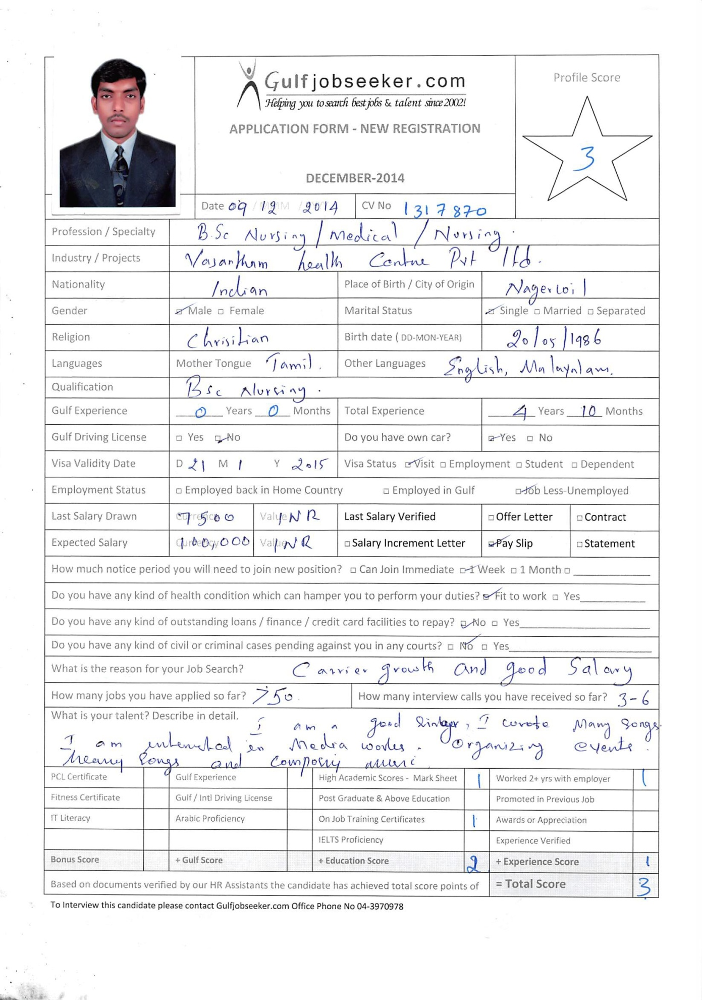 Gulfjobseeker.com
Helping you to search best jobs & talent since 2002!
APPLICATION FORM - NEW REGISTRATION
DECEMBER-2014
Profile Score
3
Date 09 / 12 2014 CV No 1317870
Profession / Specialty B.Sc Nursing / Medical / Nursing.
Industry / Projects Vasantham health Centne Pvt ltd.
Nationality Indian Place of Birth / City of Origin Nagercoil
Gender Male Female Marital Status Single Married Separated
Religion Chrisitian Birth date ( DD-MON-YEAR) 20/05/1986
Languages Mother Tongue Tamil. Other Languages English, Malayalam.
Qualification Bsc Nursing.
Gulf Experience 0 Years 0 Months Total Experience 4 Years 10 Months
Gulf Driving License Yes No Do you have own car? Yes No
Visa Validity Date D 21 M 1 Y 2015 Visa Status Visit Employment Student Dependent
Employment Status Employed back in Home Country Employed in Gulf Job Less-Unemployed
Last Salary Drawn Currency 7500 Value INR Last Salary Verified Offer Letter Contract
Expected Salary Currency 100,000 Value INR Salary Increment Letter Pay Slip Statement
How much notice period you will need to join new position? Can Join Immediate 1 Week 1 Month
Do you have any kind of health condition which can hamper you to perform your duties? Fit to work Yes
Do you have any kind of outstanding loans / finance / credit card facilities to repay? No Yes
Do you have any kind of civil or criminal cases pending against you in any courts? No Yes
What is the reason for your Job Search? Carrier growth and good Salary
How many jobs you have applied so far? >50. How many interview calls you have received so far? 3-6
What is your talent? Describe in detail. I am a good Singer, I wrote Many songs.
I am in Media works. Organizing events.
songs and
PCL Certificate Gulf Experience High Academic Scores - Mark Sheet 1 Worked 2+ yrs with employer 1
Fitness Certificate Gulf / Intl Driving License Post Graduate & Above Education Promoted in Previous Job
IT Literacy Arabic Proficiency On Job Training Certificates 1 Awards or Appreciation
IELTS Proficiency Experience Verified
Bonus Score + Gulf Score + Education Score 2 + Experience Score 1
Based on documents verified by our HR Assistants the candidate has achieved total score points of = Total Score 3
To Interview this candidate please contact Gulfjobseeker.com Office Phone No 04-3970978